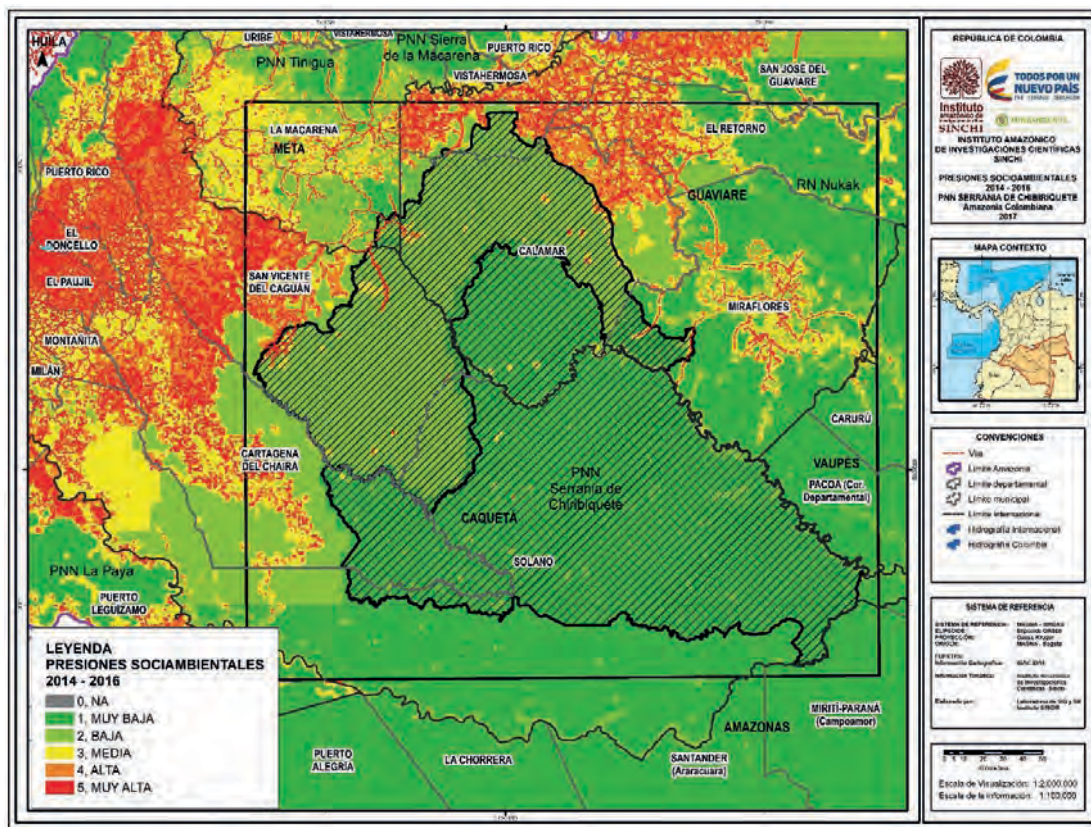 HUILA
URIBE
VISTAHERMOSA
PNN Tinigua
PNN Sierra
de la Macarena
PUERTO RICO
VISTAHERMOSA
SAN JOSE DEL
GUAVIARE
LA MACARENA
META
EL RETORNO
PUERTO RICO
GUAVIARE
RN Nukak
EL
DONCELLO
CALAMAR
EL PAUJIL
SAN VICENTE
DEL CAGUÁN
MIRAFLORES
MONTAÑITA
MILÁN
CARURÚ
CARTAGENA
DEL CHAIRÁ
VAUPES
PNN
Serranía de
Chiribiquete
PACOA (Cor.
Departamental)
CAQUETÁ
SOLANO
PNN La Paya
PUERTO
LEGUÍZAMO
MIRITÍ-PARANÁ
(Campoamor)
AMAZONAS
PUERTO
ALEGRÍA
LA CHORRERA
SANTANDER
(Araracuara)
LEYENDA
PRESIONES SOCIAMBIENTALES
2014 - 2016
0, NA
1, MUY BAJA
2, BAJA
3, MEDIA
4, ALTA
5, MUY ALTA
REPÚBLICA DE COLOMBIA
Instituto
SINCHI
TODOS POR UN
NUEVO PAÍS
INSTITUTO AMAZONICO
DE INVESTIGACIONES CIENTÍFICAS
SINCHI
PRESIONES SOCIOAMBIENTALES
2014 - 2016
PNN SERRANIA DE CHIBIRIQUETE
Amazonia Colombiana
2017
MAPA CONTEXTO
CONVENCIONES
Vía
Límite Amazonia
Límite departamental
Límite municipal
Límite internacional
Hidrografía Internacional
Hidrografía Colombia
SISTEMA DE REFERENCIA
Escala de Visualización: 1:2.000.000
Escala de la Información: 1:100.000